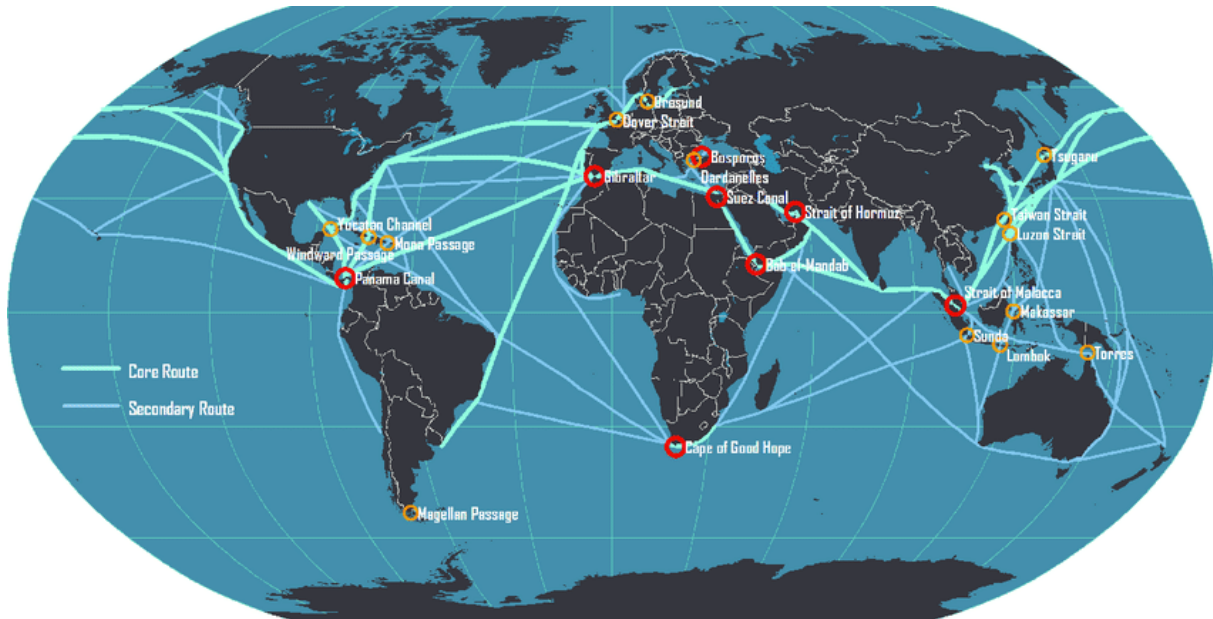 Oresund
Dover Strait
Bosporus
Dardanelles
Gibraltar
Suez Canal
Strait of Hormuz
Tsugaru
Taiwan Strait
Luzon Strait
Yucatan Channel
Windward Passage
Mona Passage
Bab el-Mandab
Panama Canal
Strait of Malacca
Makassar
Sunda
Lombok
Torres
Core Route
Secondary Route
Cape of Good Hope
Magellan Passage